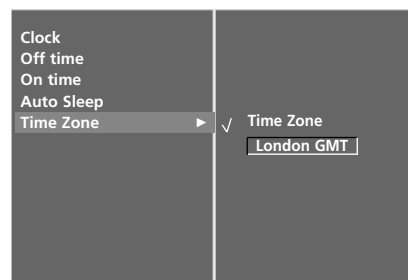 Clock
Off time
On time
Auto Sleep
Time Zone ►
√ Time Zone
London GMT